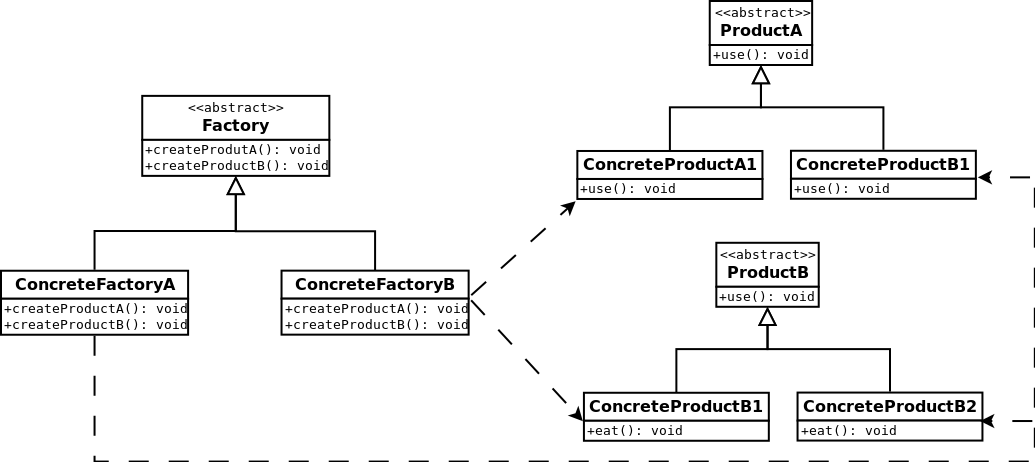 <<abstract>>
ProductA
+use(): void
<<abstract>>
Factory
+createProdutA(): void
+createProductB(): void
ConcreteProductA1
+use(): void
ConcreteProductB1
+use(): void
<<abstract>>
ProductB
+use(): void
ConcreteFactoryA
+createProductA(): void
+createProductB(): void
ConcreteFactoryB
+createProductA(): void
+createProductB(): void
ConcreteProductB1
+eat(): void
ConcreteProductB2
+eat(): void